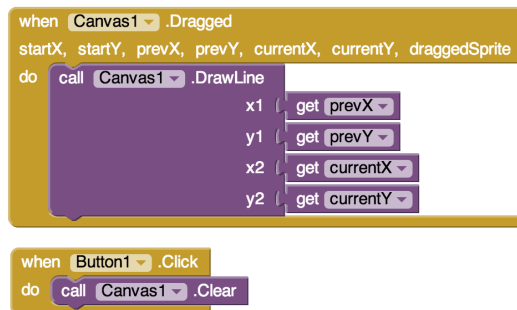 when Canvas1 .Dragged
startX, startY, prevX, prevY, currentX, currentY, draggedSprite
do call Canvas1 .DrawLine
x1 get prevX
y1 get prevY
x2 get currentX
y2 get currentY
when Button1 .Click
do call Canvas1 .Clear